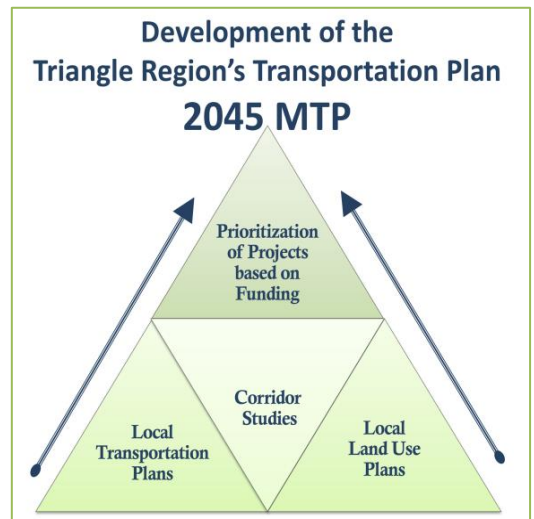 Development of the
Triangle Region's Transportation Plan
2045 MTP
Prioritization
of Projects
based on
Funding
Corridor
Studies
Local
Transportation
Plans
Local
Land Use
Plans